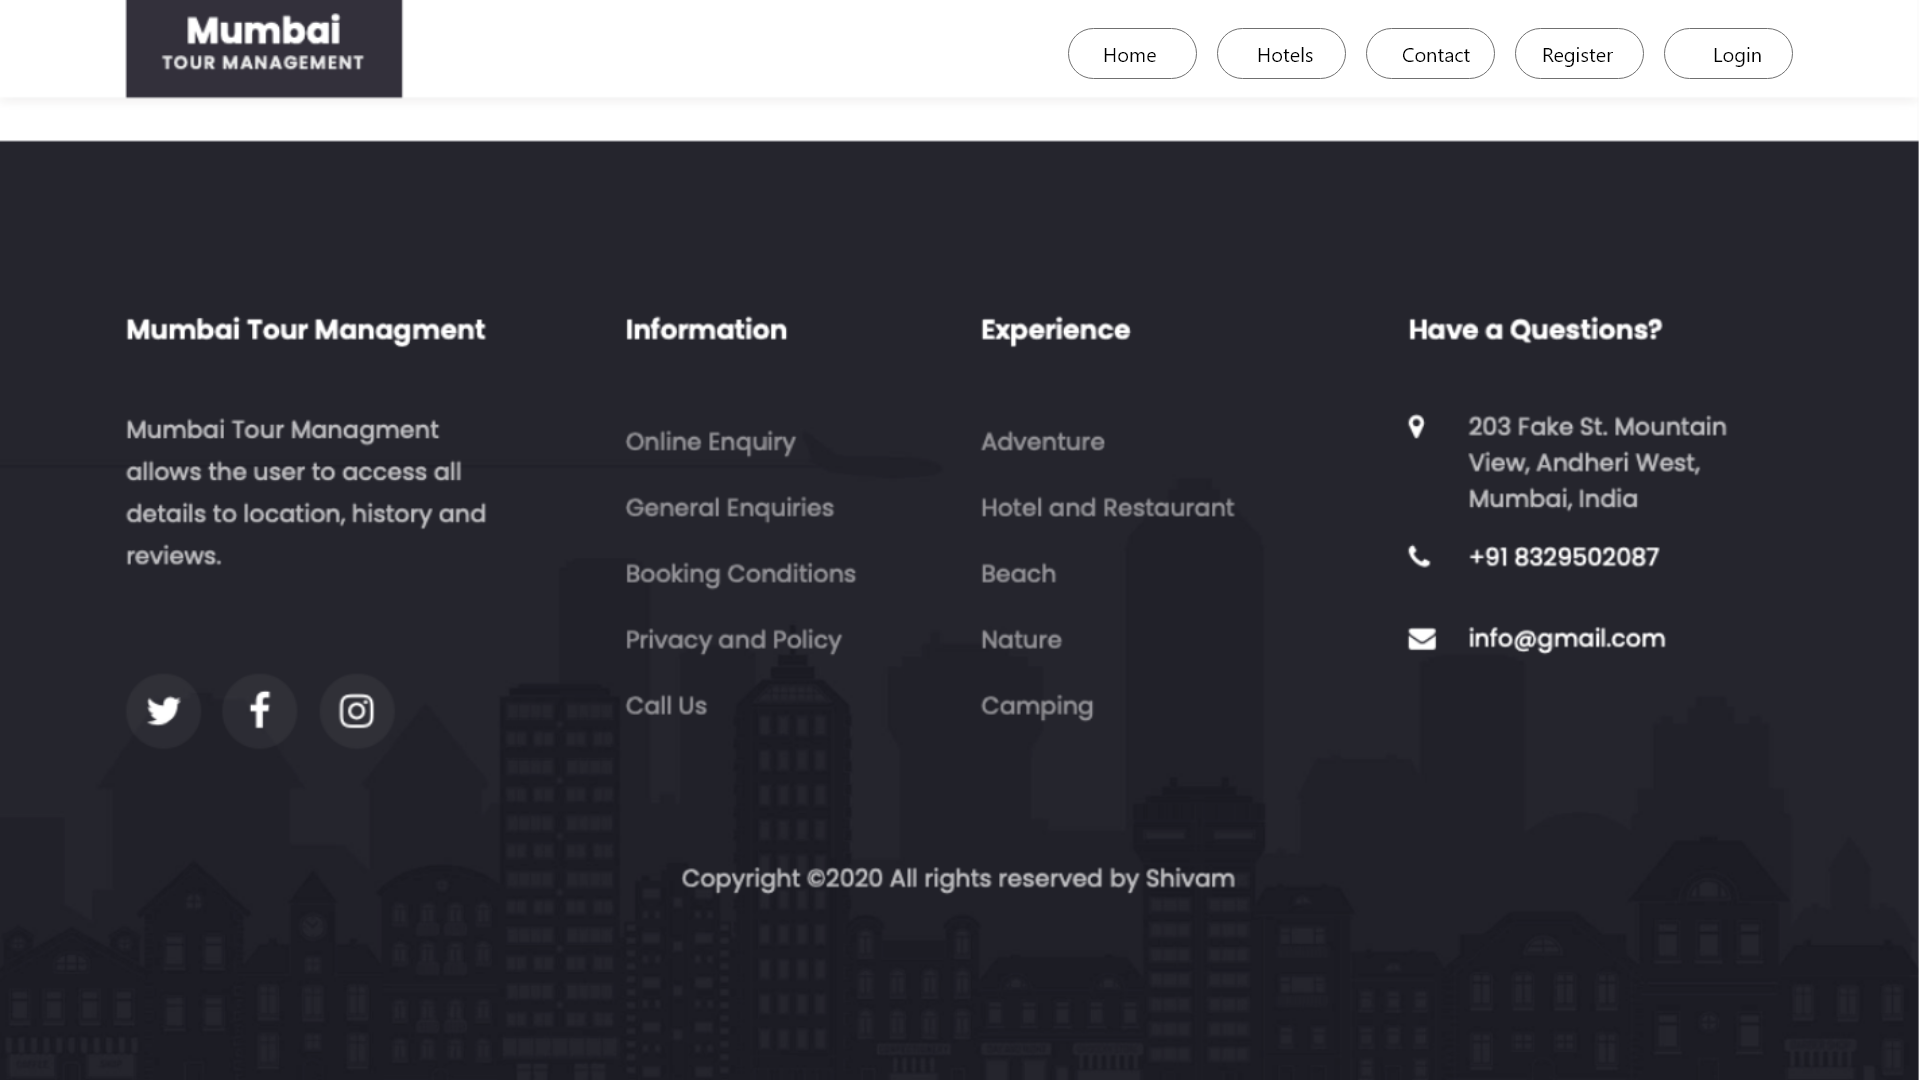 Mumbai
TOUR MANAGEMENT
Home
Hotels
Contact
Register
Login
Mumbai Tour Managment
Mumbai Tour Managment
allows the user to access all
details to location, history and
reviews.
Information
Online Enquiry
General Enquiries
Booking Conditions
Privacy and Policy
Call Us
Experience
Adventure
Hotel and Restaurant
Beach
Nature
Camping
Have a Questions?
203 Fake St. Mountain
View, Andheri West,
Mumbai, India
+91 8329502087
info@gmail.com
Copyright ©2020 All rights reserved by Shivam